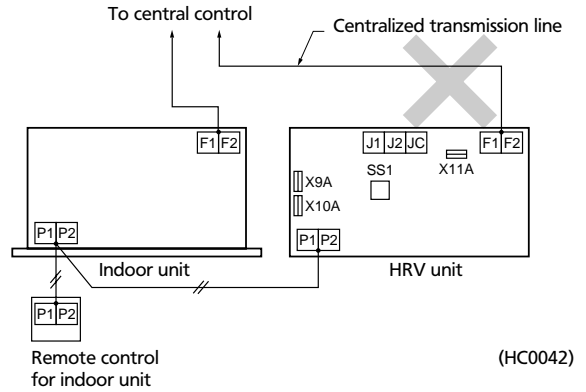 To central control
Centralized transmission line
F1 F2
J1 J2 JC
F1 F2
SS1
X11A
X9A
X10A
P1 P2
P1 P2
Indoor unit
HRV unit
P1 P2
Remote control
for indoor unit
(HC0042)